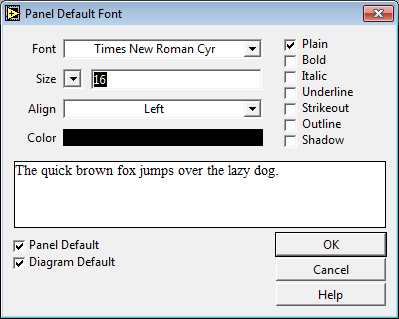 Panel Default Font
Font Times New Roman Cyr
Size 16
Align Left
Color
Plain
Bold
Italic
Underline
Strikeout
Outline
Shadow
The quick brown fox jumps over the lazy dog.
Panel Default
Diagram Default
OK
Cancel
Help